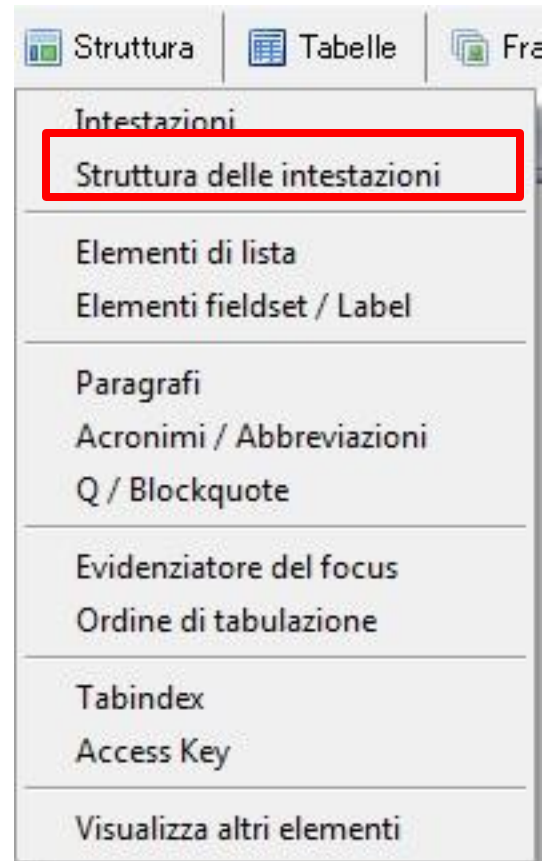 Struttura Tabelle Fra
Intestazioni
Struttura delle intestazioni
Elementi di lista
Elementi fieldset / Label
Paragrafi
Acronimi / Abbreviazioni
Q / Blockquote
Evidenziatore del focus
Ordine di tabulazione
Tabindex
Access Key
Visualizza altri elementi